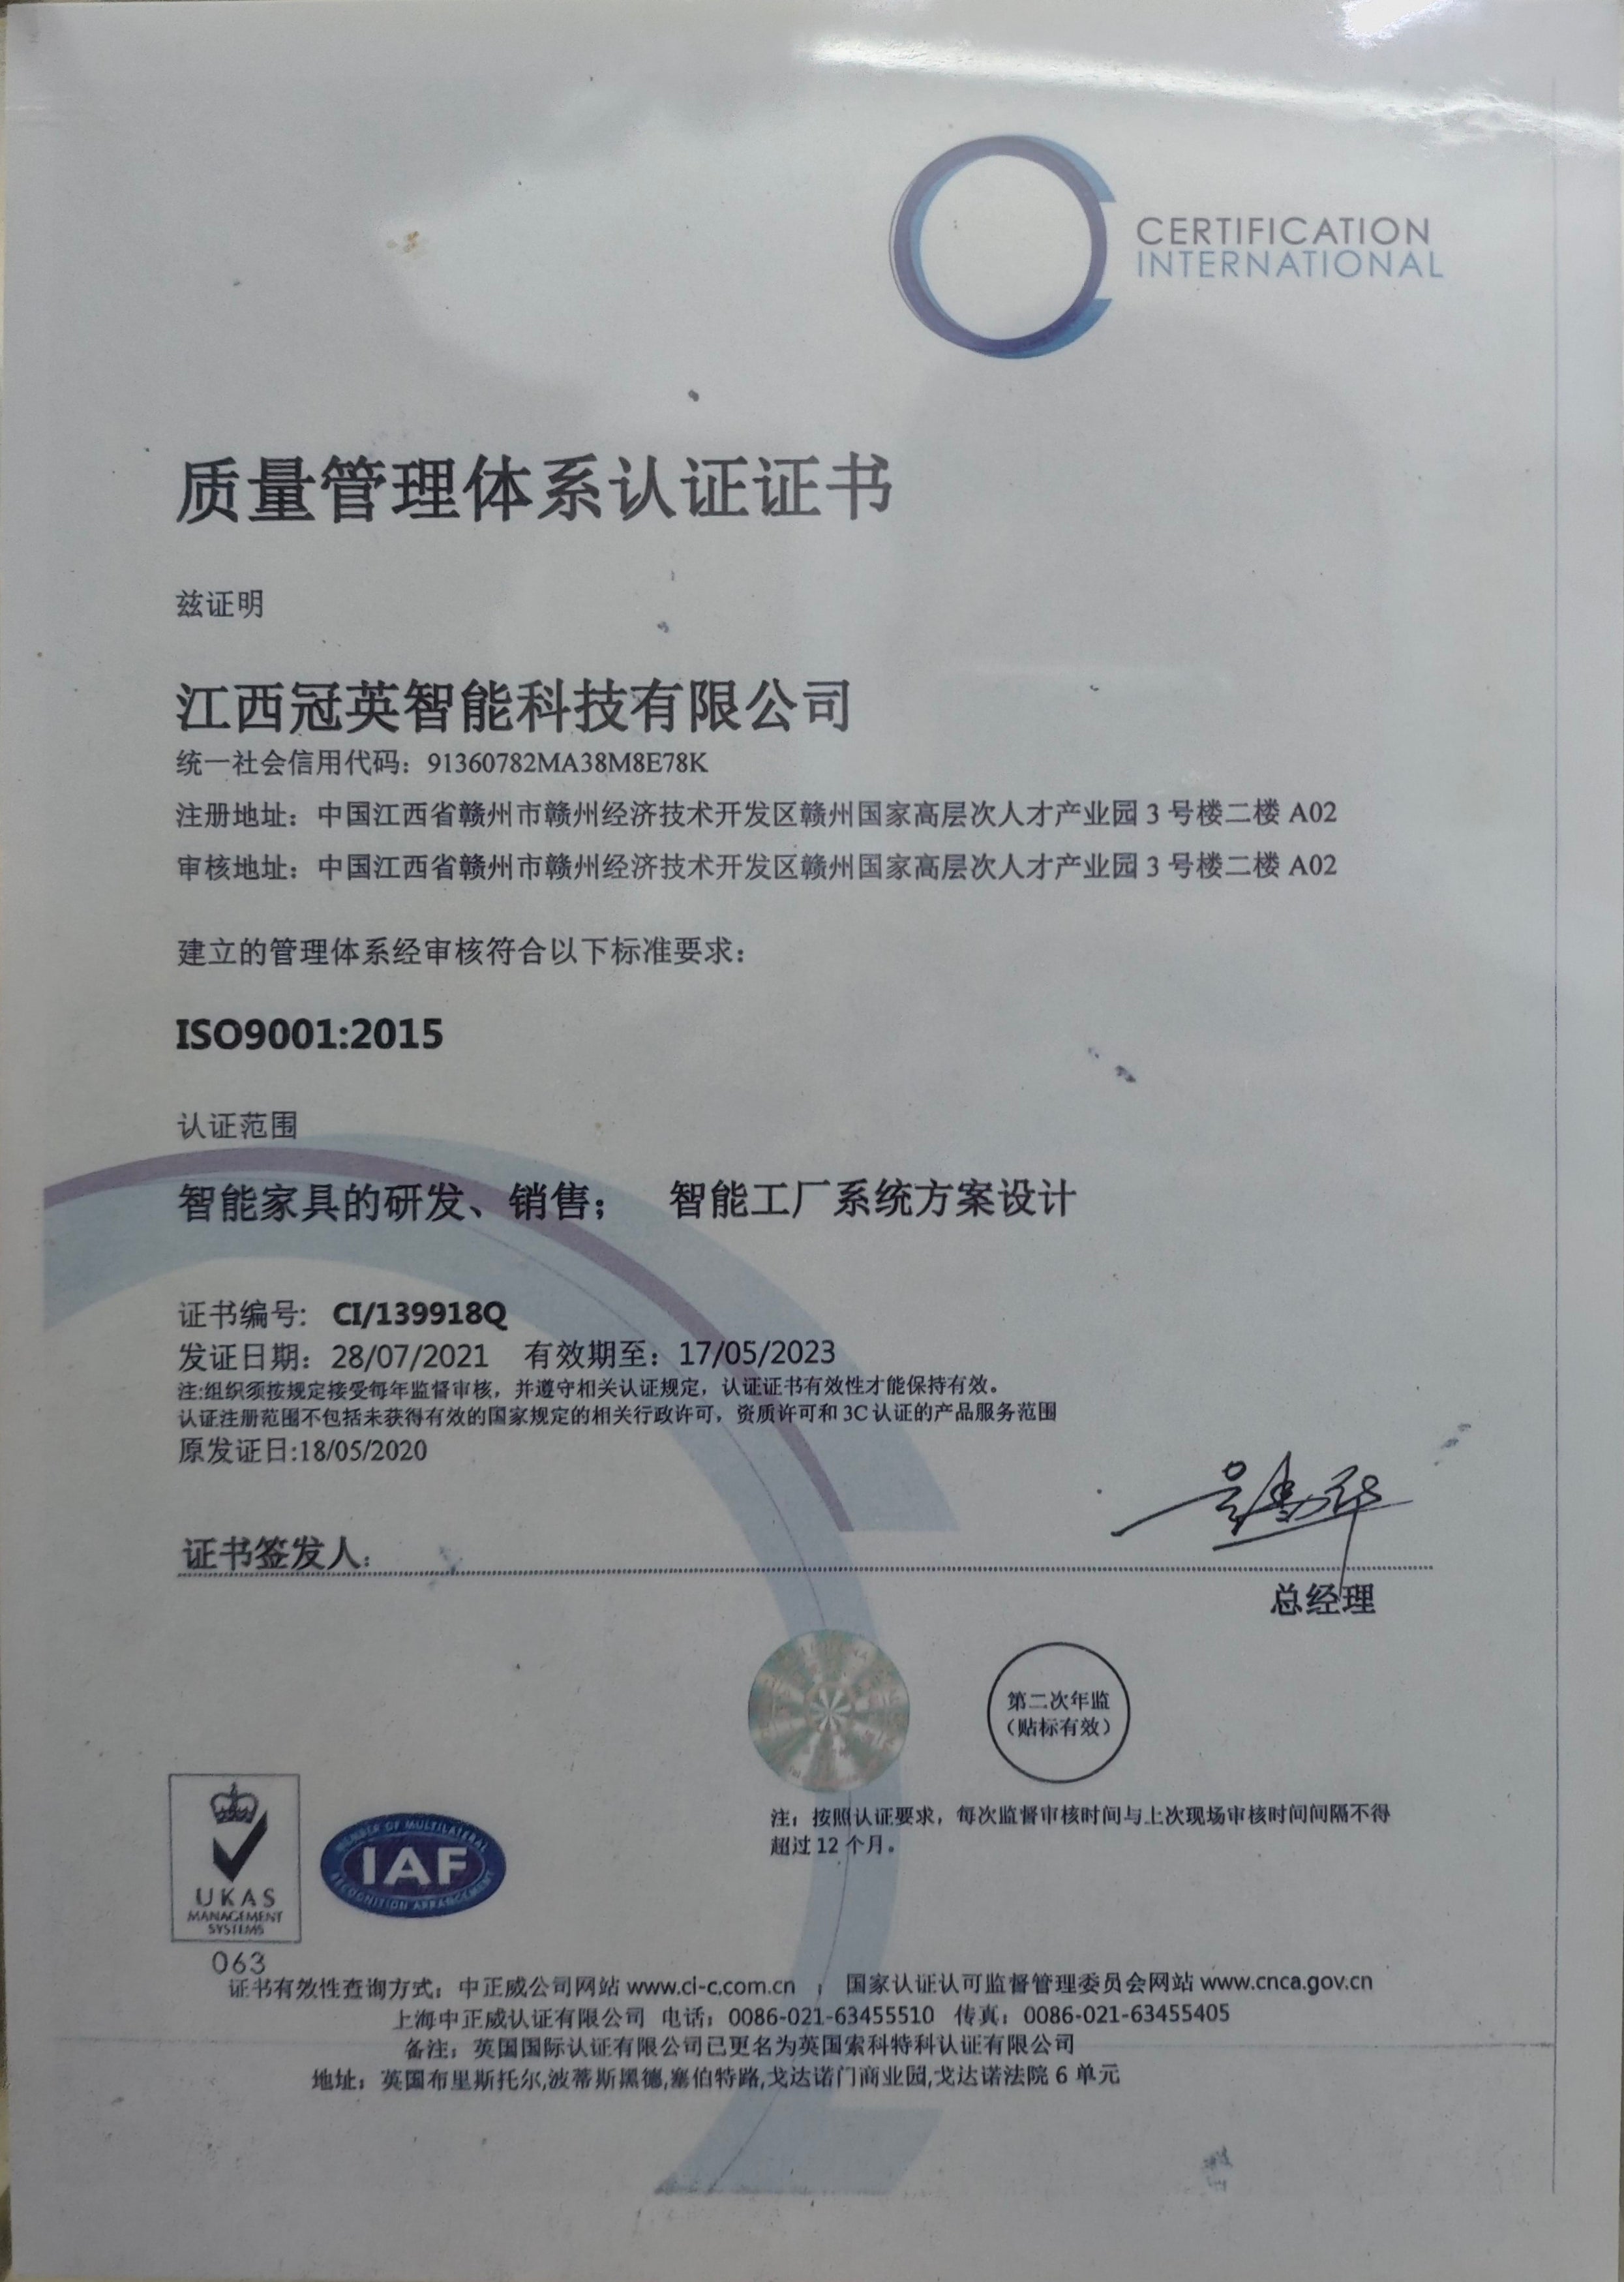 CERTIFICATION
INTERNATIONAL
质量管理体系认证证书
兹证明
江西冠英智能科技有限公司
统一社会信用代码：91360782MA38M8E78K
注册地址：中国江西省赣州市赣州经济技术开发区赣州国家高层次人才产业园 3 号楼二楼 A02
审核地址：中国江西省赣州市赣州经济技术开发区赣州国家高层次人才产业园 3 号楼二楼 A02
建立的管理体系经审核符合以下标准要求：
ISO9001:2015
认证范围
智能家具的研发、销售； 智能工厂系统方案设计
证书编号: CI/139918Q
发证日期：28/07/2021 有效期至：17/05/2023
注:组织须按规定接受每年监督审核，并遵守相关认证规定，认证证书有效性才能保持有效。
认证注册范围不包括未获得有效的国家规定的相关行政许可，资质许可和 3C 认证的产品服务范围
原发证日:18/05/2020
证书签发人：
总经理
第二次年监
（贴标有效）
注：按照认证要求，每次监督审核时间与上次现场审核时间间隔不得
超过 12 个月。
UKAS
MANAGEMENT
SYSTEMS
063
MEMBER OF MULTILATERAL
IAF
RECOGNITION ARRANGEMENT
证书有效性查询方式：中正威公司网站 www.ci-c.com.cn ； 国家认证认可监督管理委员会网站 www.cnca.gov.cn
上海中正威认证有限公司 电话：0086-021-63455510 传真：0086-021-63455405
备注：英国国际认证有限公司已更名为英国索科特科认证有限公司
地址：英国布里斯托尔,波蒂斯黑德,塞伯特路,戈达诺门商业园,戈达诺法院 6 单元